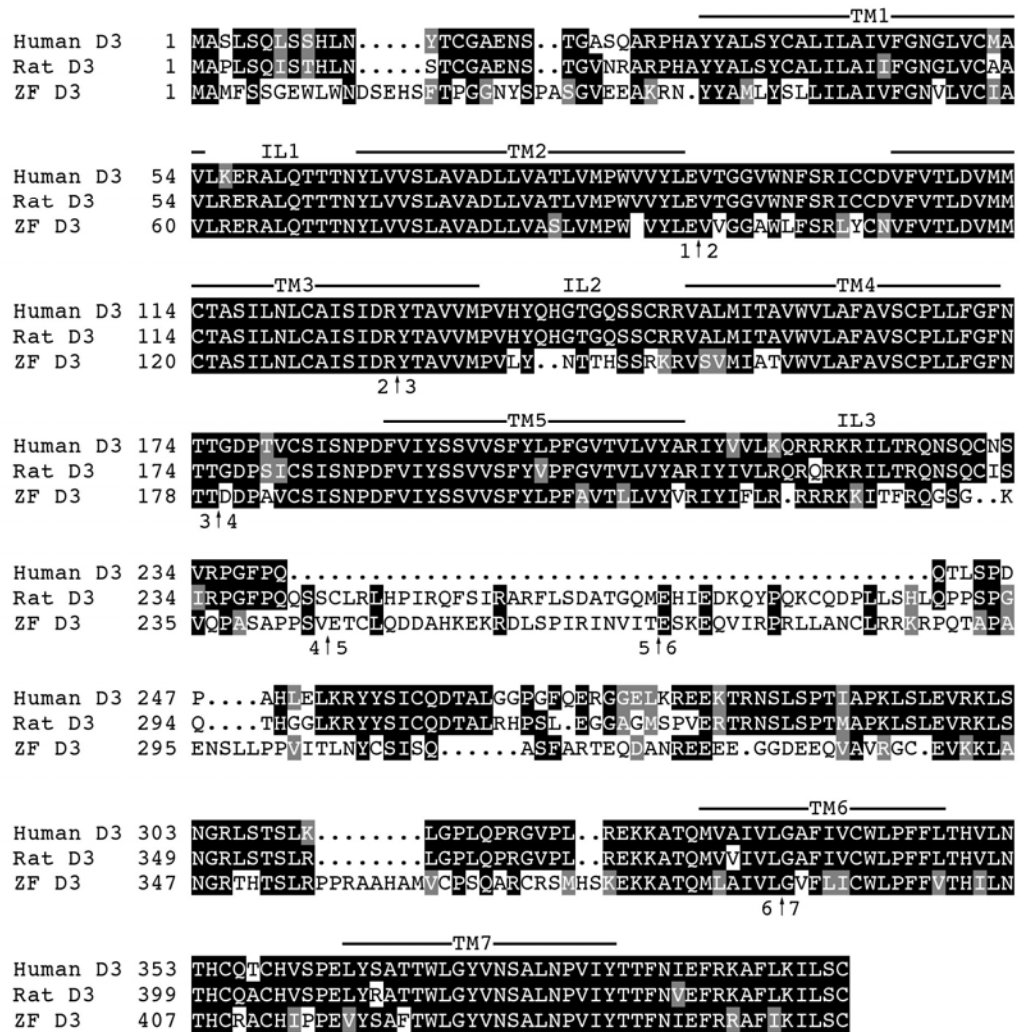 TM1
Human D3 1 MASLSQLSSHLN.....YTCGAENS..TGASQARPHAYYALSYCALILAIVFGNGLVCMA
Rat D3 1 MAPLSQISTHLN.....STCGAENS..TGVNRARPHAYYALSYCALILAIIFGNGLVCAA
ZF D3 1 MAMFSSGEWLWNDSEHSFTPGGNYSPASGVEEAKRN.YYAMLYSLLILAIVFGNVLVCIA
IL1 TM2
Human D3 54 VLKERALQTTTNYLVVSLAVADLLVATLVMPWVVYLEVTGGVWNFSRICCDVFVTLDVMM
Rat D3 54 VLRERALQTTTNYLVVSLAVADLLVATLVMPWVVYLEVTGGVWNFSRICCDVFVTLDVMM
ZF D3 60 VLRERALQTTTNYLVVSLAVADLLVASLVMPW VYLEVVGGAWLFSRLYCNVFVTLDVMM
1↑2
TM3 IL2 TM4
Human D3 114 CTASILNLCAISIDRYTAVVMPVHYQHGTGQSSCRRVALMITAVWVLAFAVSCPLLFGFN
Rat D3 114 CTASILNLCAISIDRYTAVVMPVHYQHGTGQSSCRRVALMITAVWVLAFAVSCPLLFGFN
ZF D3 120 CTASILNLCAISIDRYTAVVMPVLY..NTTHSSRKRVSVMIATVWVLAFAVSCPLLFGFN
2↑3
TM5 IL3
Human D3 174 TTGDPTVCSISNPDFVIYSSVVSFYLPFGVTVLVYARIYVVLKQRRRKRILTRQNSQCNS
Rat D3 174 TTGDPSICSISNPDFVIYSSVVSFYVPFGVTVLVYARIYIVLRQRQRKRILTRQNSQCIS
ZF D3 178 TTDDPAVCSISNPDFVIYSSVVSFYLPFAVTLLVYVRIYIFLR.RRRKKITFRQGSG..K
3↑4
Human D3 234 VRPGFPQ...............................................QTLSPD
Rat D3 234 IRPGFPQQSSCLRLHPIRQFSIRARFLSDATGQMEHIEDKQYPQKCQDPLLSHLQPPSPG
ZF D3 235 VQPASAPPSVETCLQDDAHKEKRDLSPIRINVITESKEQVIRPRLLANCLRRKRPQTAPA
4↑5 5↑6
Human D3 247 P....AHLELKRYYSICQDTALGGPGFQERGGELKREEKTRNSLSPTIAPKLSLEVRKLS
Rat D3 294 Q....THGGLKRYYSICQDTALRHPSL.EGGAGMSPVERTRNSLSPTMAPKLSLEVRKLS
ZF D3 295 ENSLLPPVITLNYCSISQ......ASFARTEQDANREEEE.GGDEEQVAVRGC.EVKKLA
TM6
Human D3 303 NGRLSTSLK........LGPLQPRGVPL..REKKATQMVAIVLGAFIVCWLPFFLTHVLN
Rat D3 349 NGRLSTSLR........LGPLQPRGVPL..REKKATQMVVIVLGAFIVCWLPFFLTHVLN
ZF D3 347 NGRTHTSLRPPRAAHAMVCPSQARCRSMHSKEKKATQMLAIVLGVFLICWLPFFVTHILN
6↑7
TM7
Human D3 353 THCQTCHVSPELYSATTWLGYVNSALNPVIYTTFNIEFRKAFLKILSC
Rat D3 399 THCQACHVSPELYRATTWLGYVNSALNPVIYTTFNVEFRKAFLKILSC
ZF D3 407 THCRACHIPPEVYSAFTWLGYVNSALNPVIYTTFNIEFRRAFIKILSC